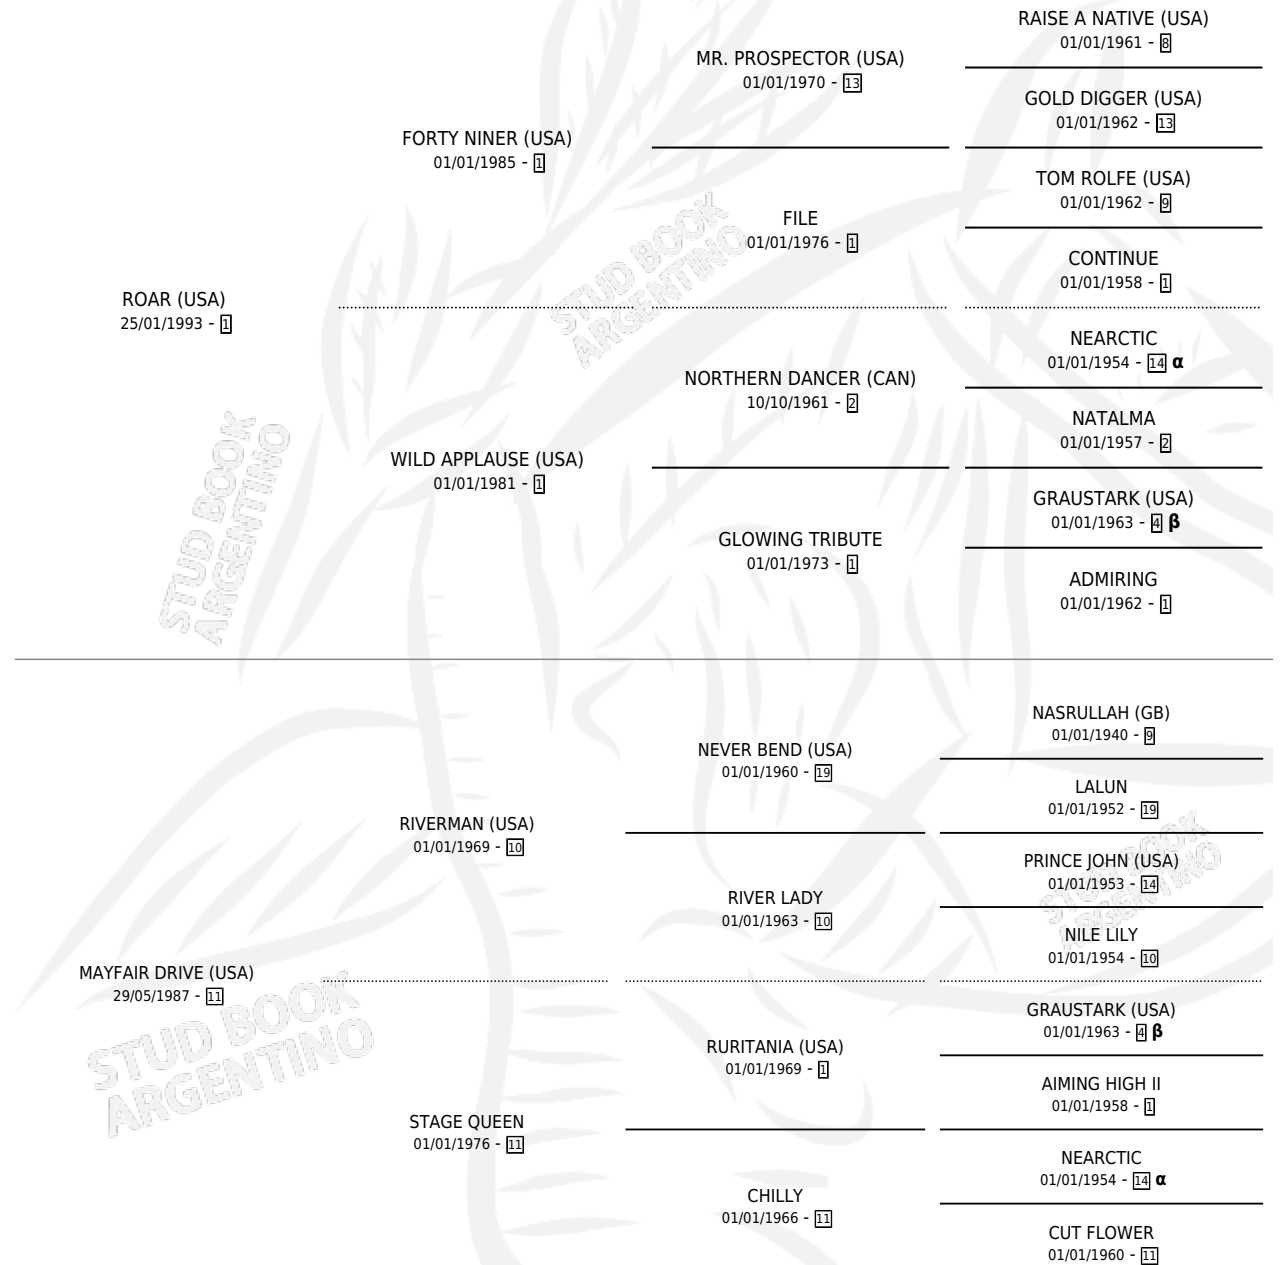 RAISE A NATIVE (USA)
01/01/1961 - 8
MR. PROSPECTOR (USA)
01/01/1970 - 13
GOLD DIGGER (USA)
01/01/1962 - 13
FORTY NINER (USA)
01/01/1985 - 1
TOM ROLFE (USA)
01/01/1962 - 9
FILE
01/01/1976 - 1
CONTINUE
01/01/1958 - 1
ROAR (USA)
25/01/1993 - 1
NEARCTIC
01/01/1954 - 14 α
NORTHERN DANCER (CAN)
10/10/1961 - 2
NATALMA
01/01/1957 - 2
WILD APPLAUSE (USA)
01/01/1981 - 1
GRAUSTARK (USA)
01/01/1963 - 4 β
GLOWING TRIBUTE
01/01/1973 - 1
ADMIRING
01/01/1962 - 1
NASRULLAH (GB)
01/01/1940 - 9
NEVER BEND (USA)
01/01/1960 - 19
LALUN
01/01/1952 - 19
RIVERMAN (USA)
01/01/1969 - 10
PRINCE JOHN (USA)
01/01/1953 - 14
RIVER LADY
01/01/1963 - 10
NILE LILY
01/01/1954 - 10
MAYFAIR DRIVE (USA)
29/05/1987 - 11
GRAUSTARK (USA)
01/01/1963 - 4 β
RURITANIA (USA)
01/01/1969 - 1
AIMING HIGH II
01/01/1958 - 1
STAGE QUEEN
01/01/1976 - 11
NEARCTIC
01/01/1954 - 14 α
CHILLY
01/01/1966 - 11
CUT FLOWER
01/01/1960 - 11
STUD BOOK
ARGENTINO
STUD BOOK
ARGENTINO
STUD BOOK
ARGENTINO
STUD BOOK
ARGENTINO